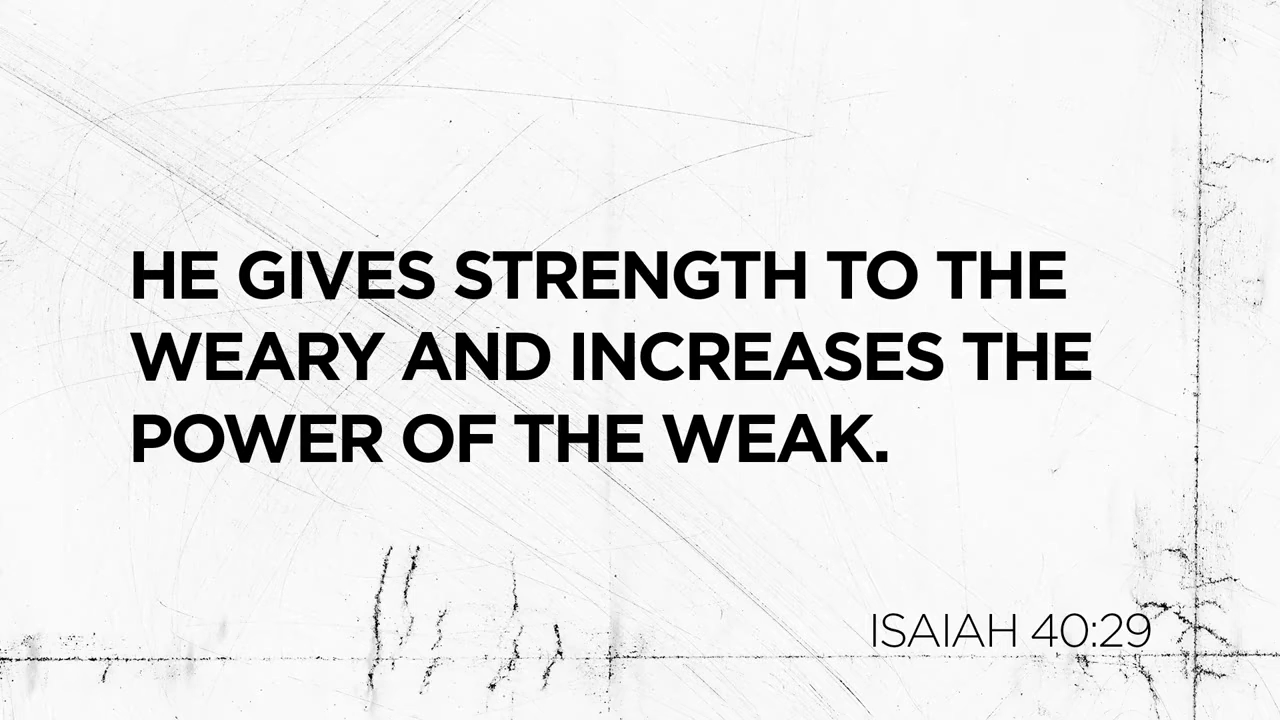 HE GIVES STRENGTH TO THE
WEARY AND INCREASES THE
POWER OF THE WEAK.
ISAIAH 40:29